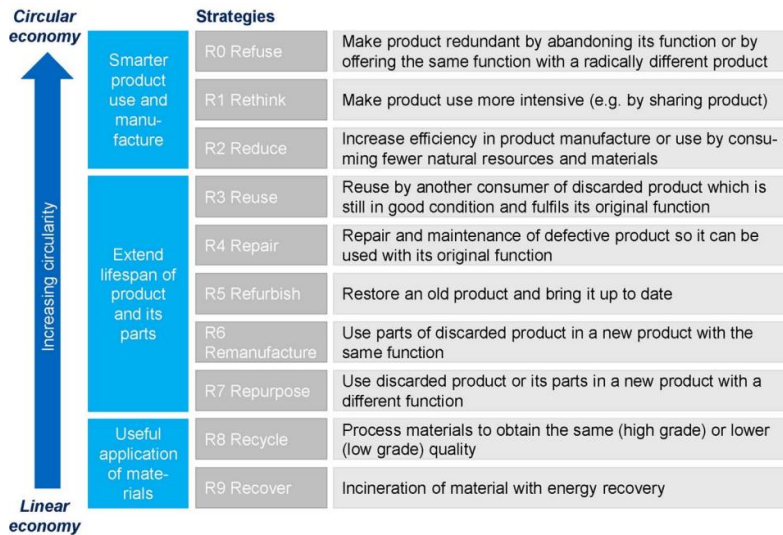 Circular
economy
Strategies
Increasing circularity
Smarter
product
use and
manu-
facture
R0 Refuse
Make product redundant by abandoning its function or by
offering the same function with a radically different product
R1 Rethink
Make product use more intensive (e.g. by sharing product)
R2 Reduce
Increase efficiency in product manufacture or use by consu-
ming fewer natural resources and materials
Extend
lifespan of
product
and its
parts
R3 Reuse
Reuse by another consumer of discarded product which is
still in good condition and fulfils its original function
R4 Repair
Repair and maintenance of defective product so it can be
used with its original function
R5 Refurbish
Restore an old product and bring it up to date
R6
Remanufacture
Use parts of discarded product in a new product with the
same function
R7 Repurpose
Use discarded product or its parts in a new product with a
different function
Useful
application
of mate-
rials
R8 Recycle
Process materials to obtain the same (high grade) or lower
(low grade) quality
R9 Recover
Incineration of material with energy recovery
Linear
economy